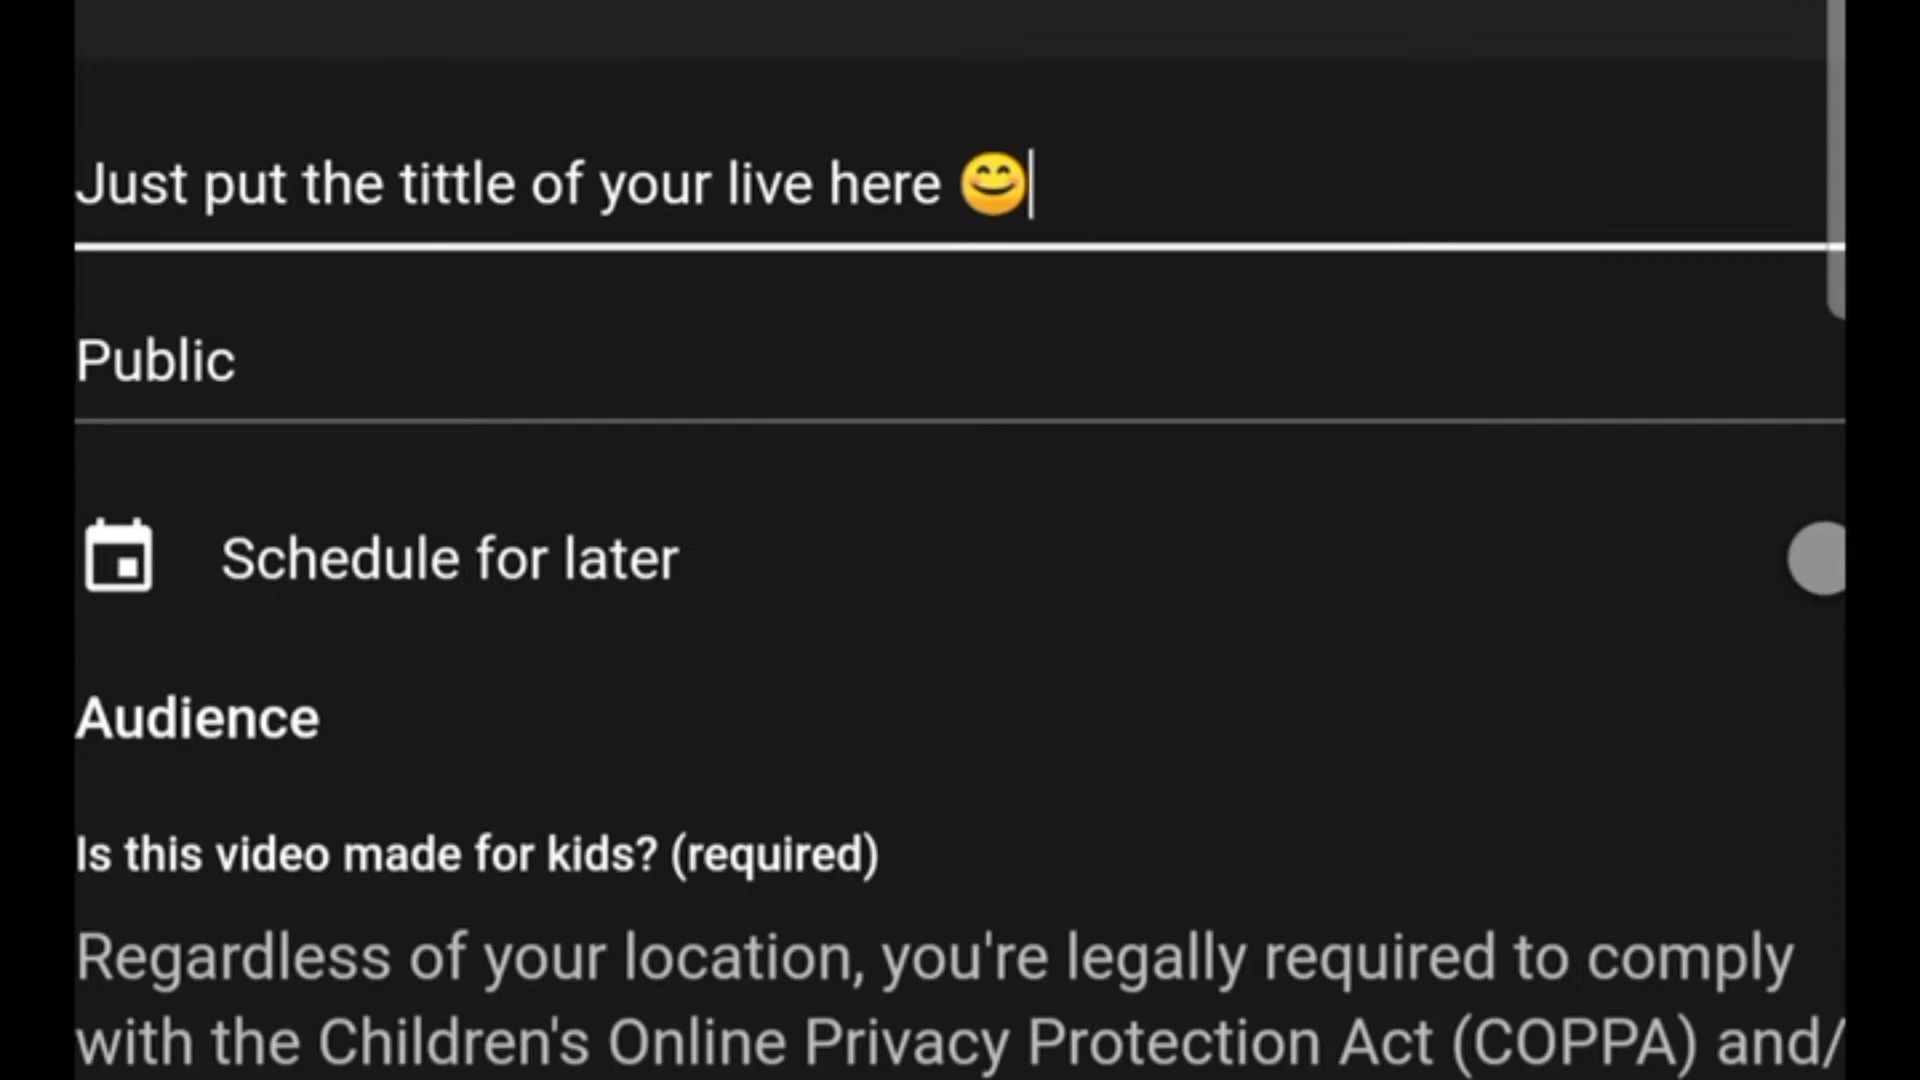 Just put the tittle of your live here 😊
Public
Schedule for later
Audience
Is this video made for kids? (required)
Regardless of your location, you're legally required to comply
with the Children's Online Privacy Protection Act (COPPA) and/